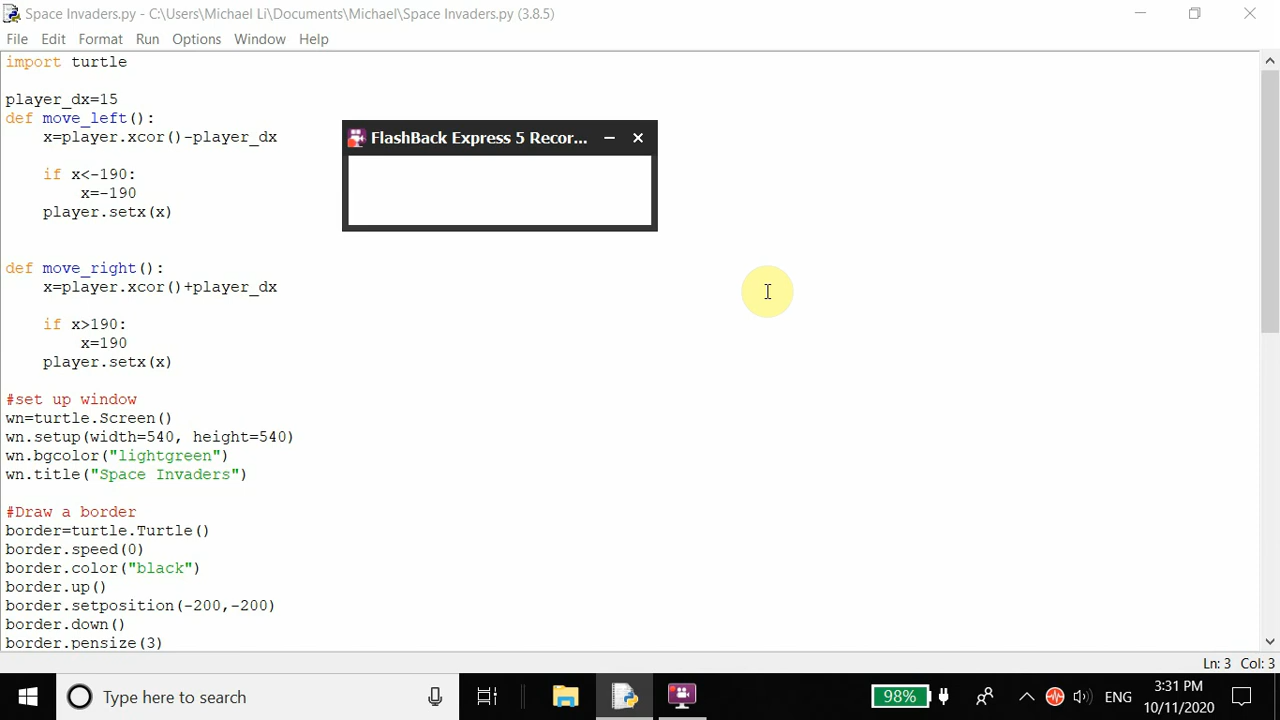 Space Invaders.py - C:\Users\Michael Li\Documents\Michael\Space Invaders.py (3.8.5)
File Edit Format Run Options Window Help
import turtle
player_dx=15
def move_left():
    x=player.xcor()-player_dx
    if x<-190:
        x=-190
    player.setx(x)
def move_right():
    x=player.xcor()+player_dx
    if x>190:
        x=190
    player.setx(x)
#set up window
wn=turtle.Screen()
wn.setup(width=540, height=540)
wn.bgcolor("lightgreen")
wn.title("Space Invaders")
#Draw a border
border=turtle.Turtle()
border.speed(0)
border.color("black")
border.up()
border.setposition(-200,-200)
border.down()
border.pensize(3)
FlashBack Express 5 Recor...
Ln: 3 Col: 3
Type here to search
98%
ENG
3:31 PM
10/11/2020